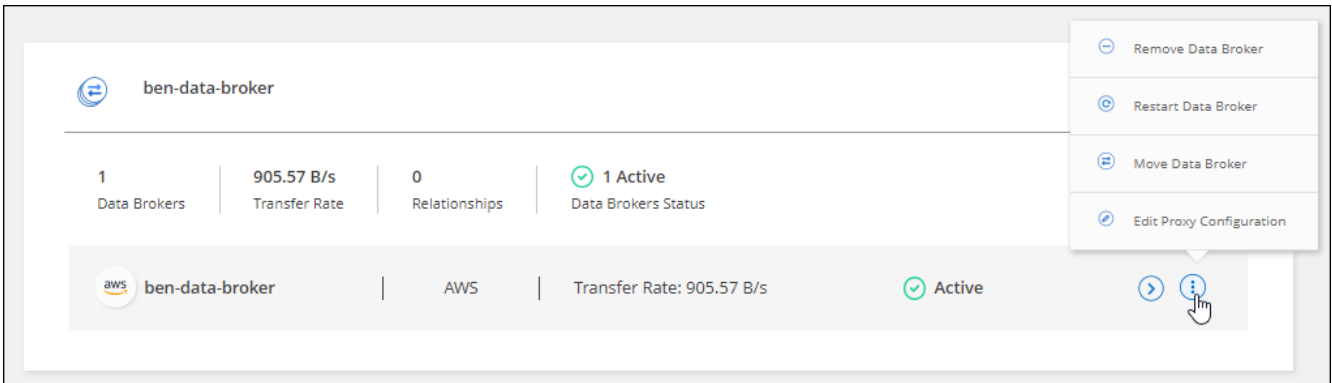 Remove Data Broker
ben-data-broker
Restart Data Broker
Move Data Broker
1 905.57 B/s 0 1 Active
Data Brokers Transfer Rate Relationships Data Brokers Status
Edit Proxy Configuration
aws ben-data-broker AWS Transfer Rate: 905.57 B/s Active